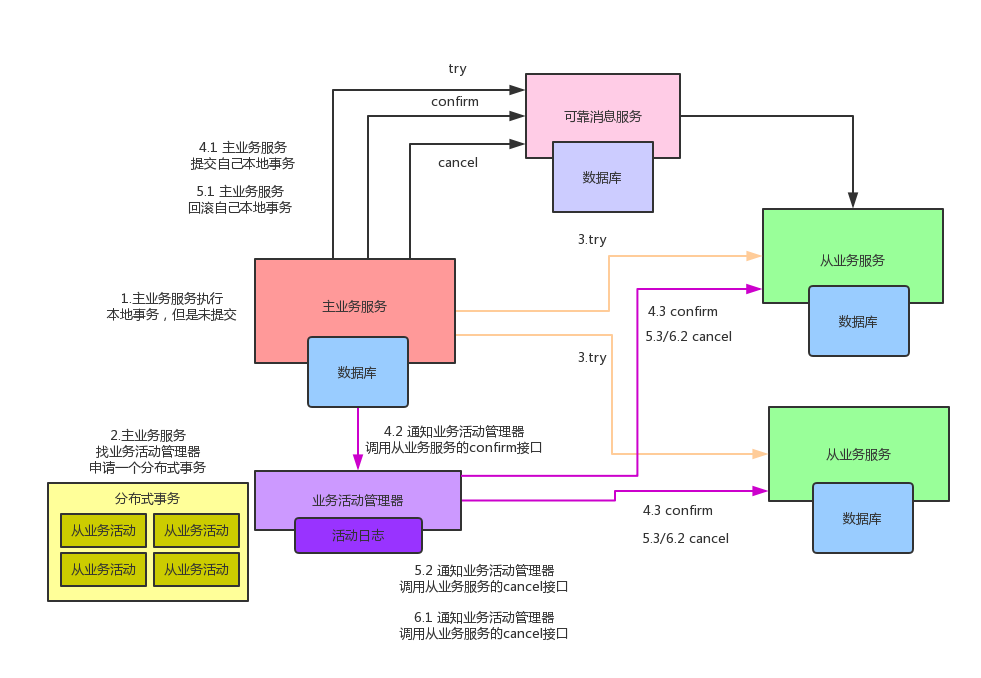 try
confirm
可靠消息服务
4.1 主业务服务
提交自己本地事务
cancel
数据库
5.1 主业务服务
回滚自己本地事务
3.try
从业务服务
1.主业务服务执行
本地事务，但是未提交
主业务服务
4.3 confirm
数据库
5.3/6.2 cancel
3.try
数据库
2.主业务服务
找业务活动管理器
申请一个分布式事务
4.2 通知业务活动管理器
调用从业务服务的confirm接口
从业务服务
分布式事务
业务活动管理器
4.3 confirm
数据库
从业务活动
从业务活动
活动日志
5.3/6.2 cancel
从业务活动
从业务活动
5.2 通知业务活动管理器
调用从业务服务的cancel接口
6.1 通知业务活动管理器
调用从业务服务的cancel接口